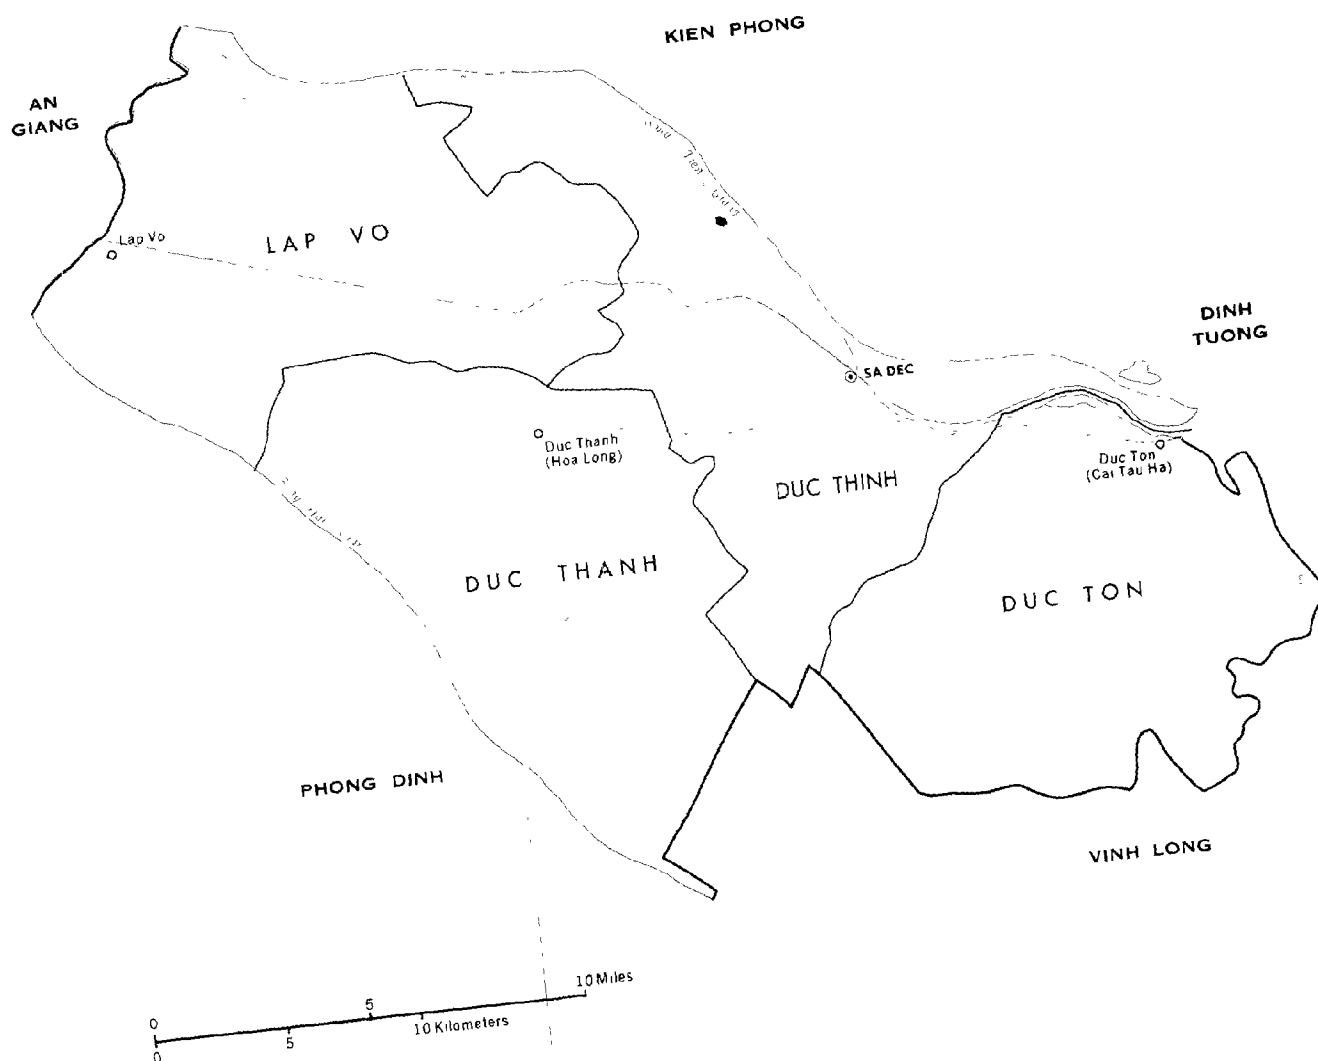 KIEN PHONG
AN
GIANG
LAP VO
Lap Vo
DINH
TUONG
SA DEC
Duc Thanh
(Hoa Long)
Duc Ton
(Cai Tau Ha)
DUC THINH
DUC THANH
DUC TON
PHONG DINH
VINH LONG
0 5 10 Miles
0 5 10 Kilometers